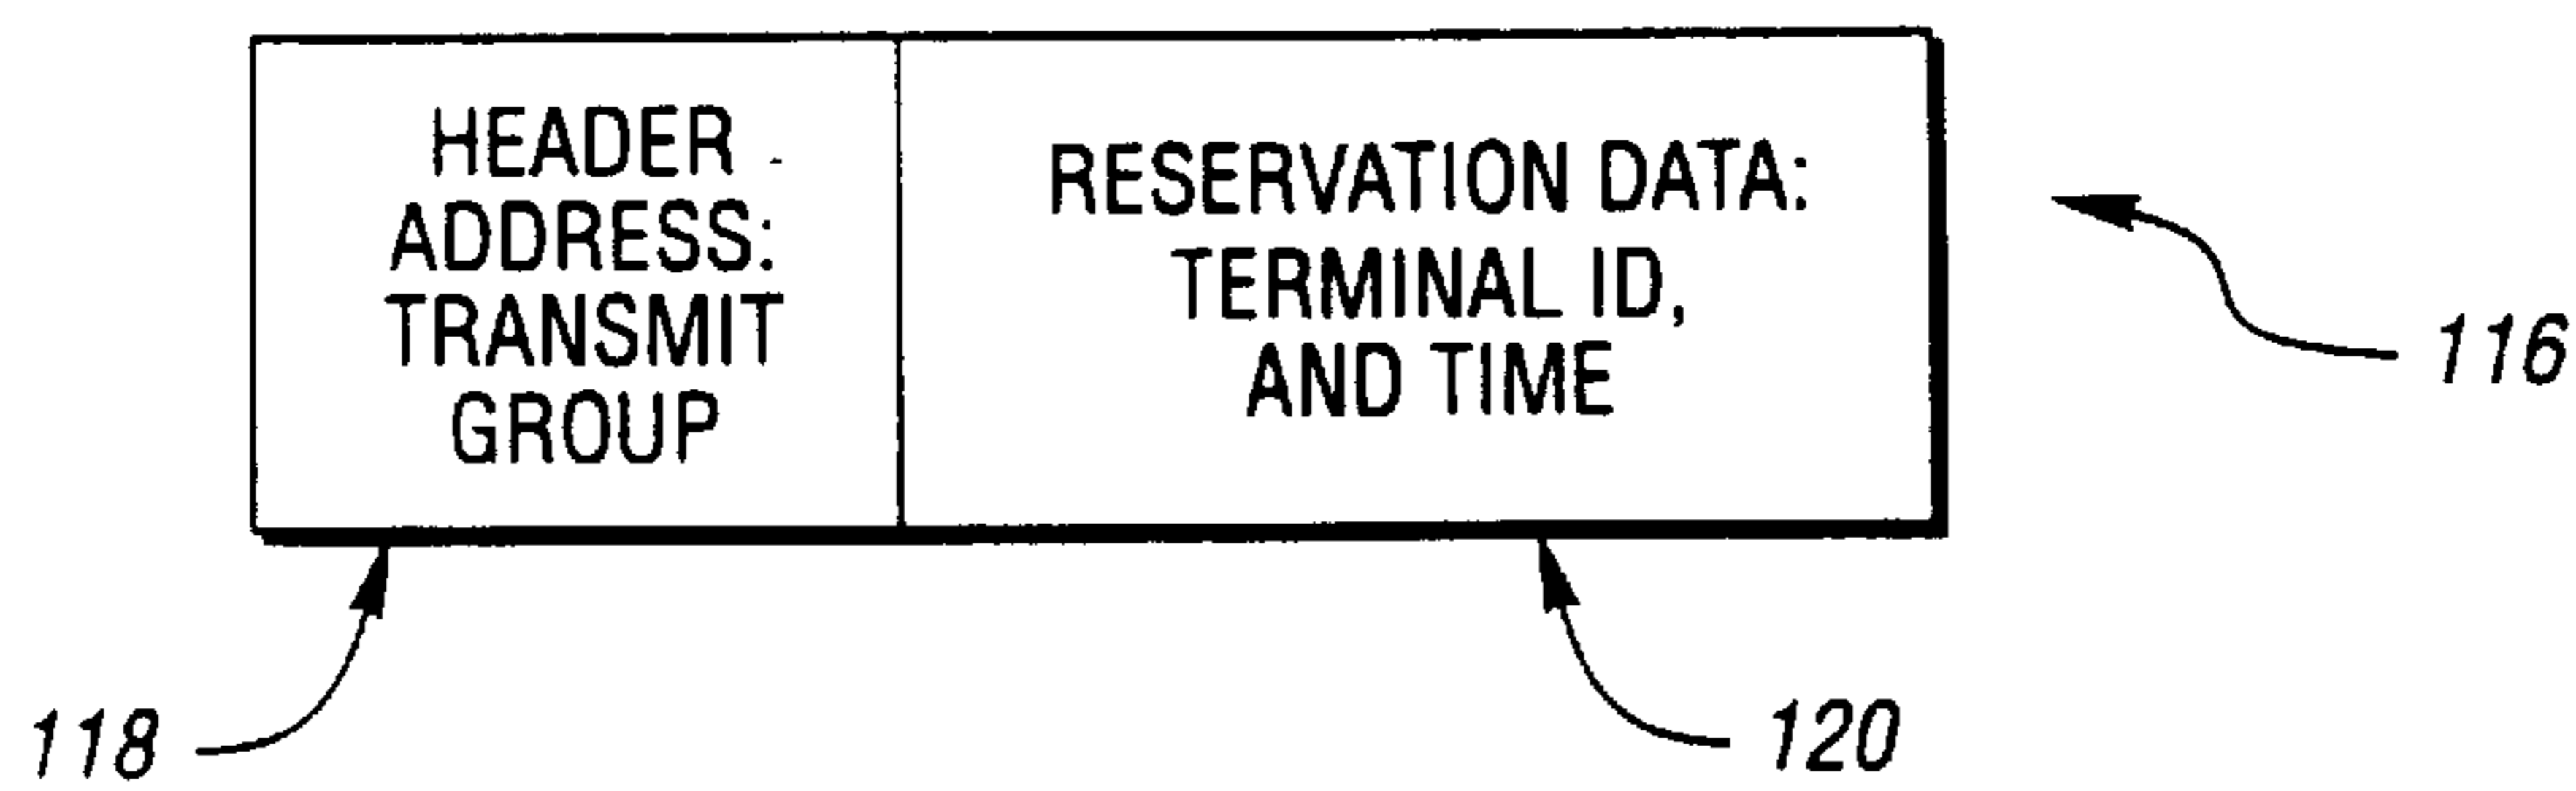 HEADER
ADDRESS:
TRANSMIT
GROUP
RESERVATION DATA:
TERMINAL ID,
AND TIME
116
118
120